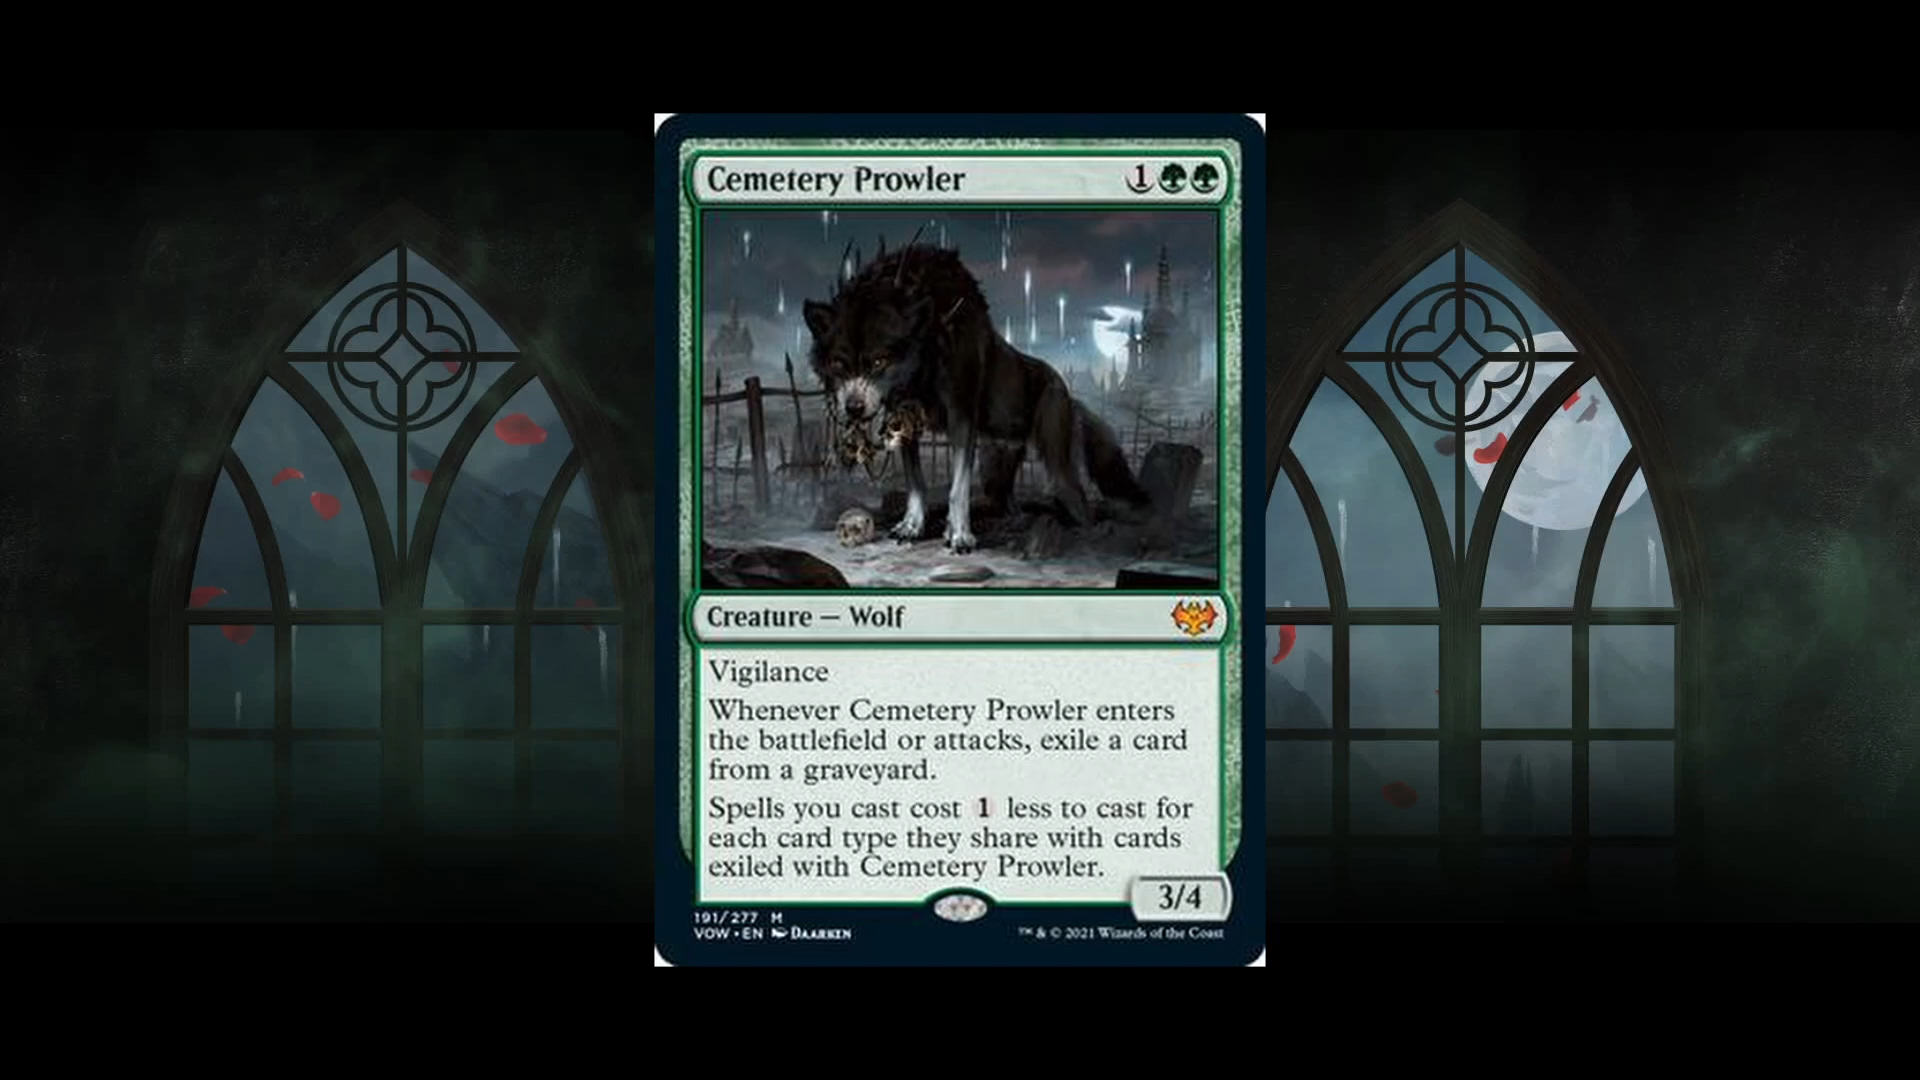 Cemetery Prowler 1
Creature — Wolf
Vigilance
Whenever Cemetery Prowler enters
the battlefield or attacks, exile a card
from a graveyard.
Spells you cast cost 1 less to cast for
each card type they share with cards
exiled with Cemetery Prowler.
3/4
191/277 M
VOW • EN DAARKEN
™ & © 2021 Wizards of the Coast